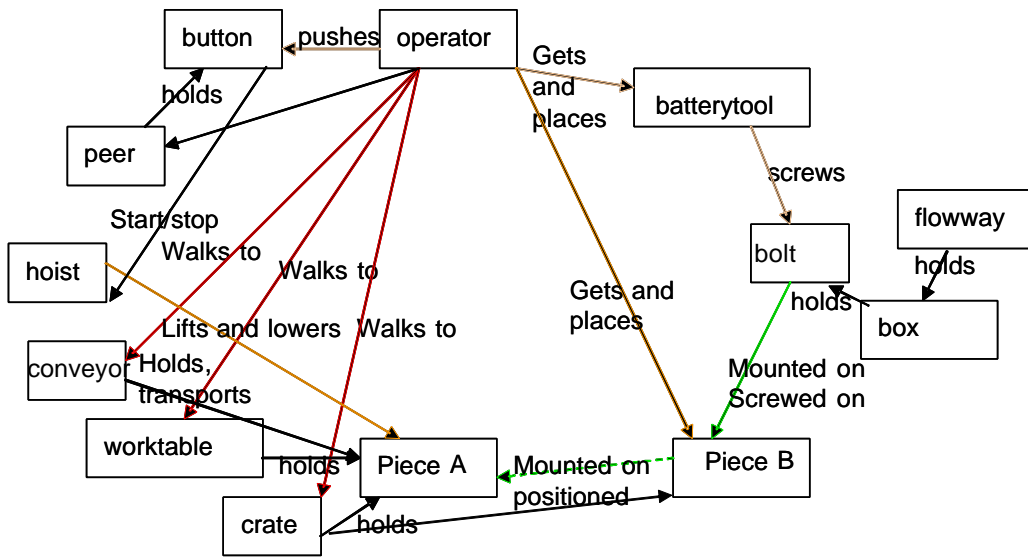 button
pushes
operator
Gets
and
places
batterytool
holds
peer
screws
flowway
Start/stop
Walks to
bolt
hoist
Walks to
holds
Gets and
places
holds
box
Lifts and lowers
Walks to
conveyor
Holds,
transports
Mounted on
Screwed on
worktable
holds
Piece A
Mounted on
positioned
Piece B
crate
holds